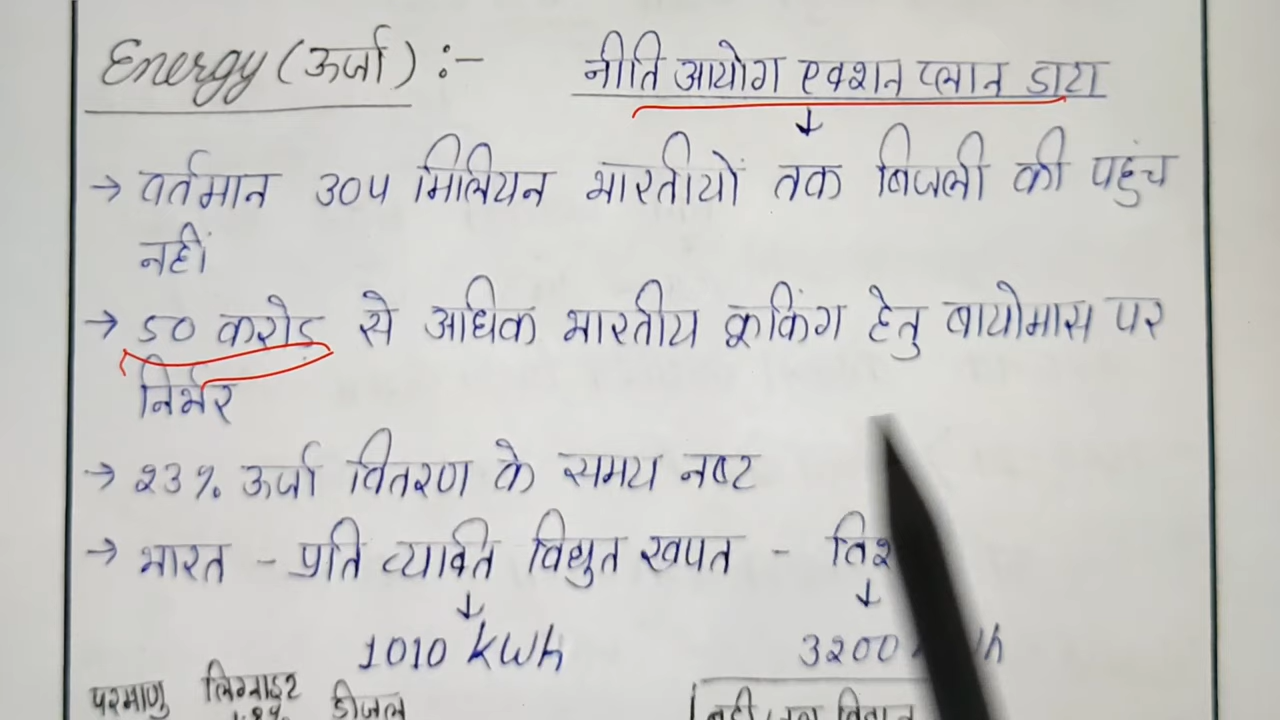 Energy (ऊर्जा) :-
नीति आयोग एक्शन प्लान डाटा
↓
→ वर्तमान 304 मिलियन भारतीयों तक बिजली की पहुंच
नहीं
→ 50 करोड़ से अधिक भारतीय कूकिंग हेतु बायोमास पर
निर्भर
→ 23% ऊर्जा वितरण के समय नष्ट
→ भारत - प्रति व्यक्ति विधुत खपत -
↓ ↓
1010 kWh 3200
परमाणु लिग्नाइट डीजल